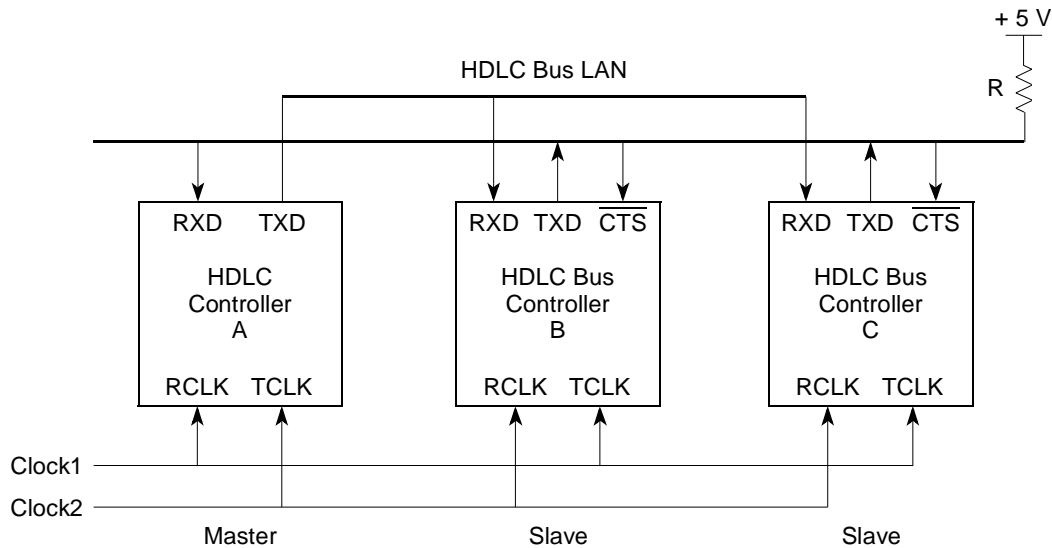 + 5 V
HDLC Bus LAN
R
RXD TXD
RXD TXD CTS
RXD TXD CTS
HDLC
Controller
A
HDLC Bus
Controller
B
HDLC Bus
Controller
C
RCLK TCLK
RCLK TCLK
RCLK TCLK
Clock1
Clock2
Master
Slave
Slave